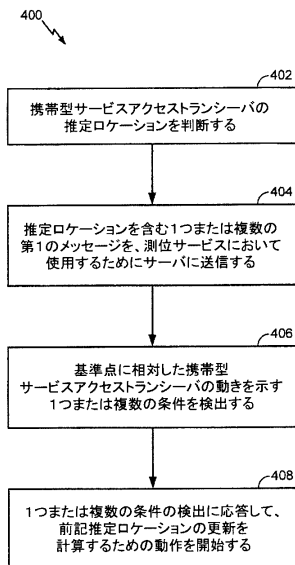 400
402
携帯型サービスアクセストランシーバの
推定ロケーションを判断する
404
推定ロケーションを含む1つまたは複数の
第1のメッセージを、測位サービスにおいて
使用するためにサーバに送信する
406
基準点に相対した携帯型
サービスアクセストランシーバの動きを示す
1つまたは複数の条件を検出する
408
1つまたは複数の条件の検出に応答して、
前記推定ロケーションの更新を
計算するための動作を開始する